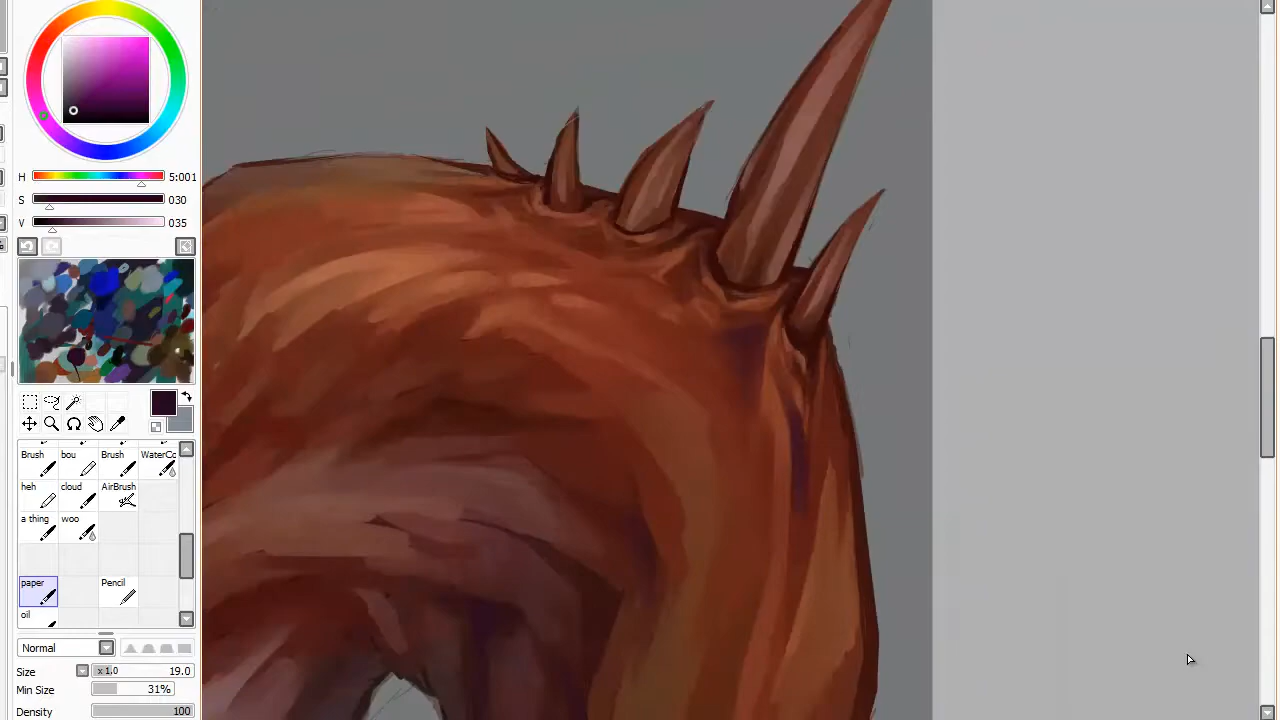 H 5:001
S 030
V 035
Brush bou Brush WaterCo
heh cloud AirBrush
a thing woo
paper Pencil
oil
Normal
Size x 1.0 19.0
Min Size 31%
Density 100